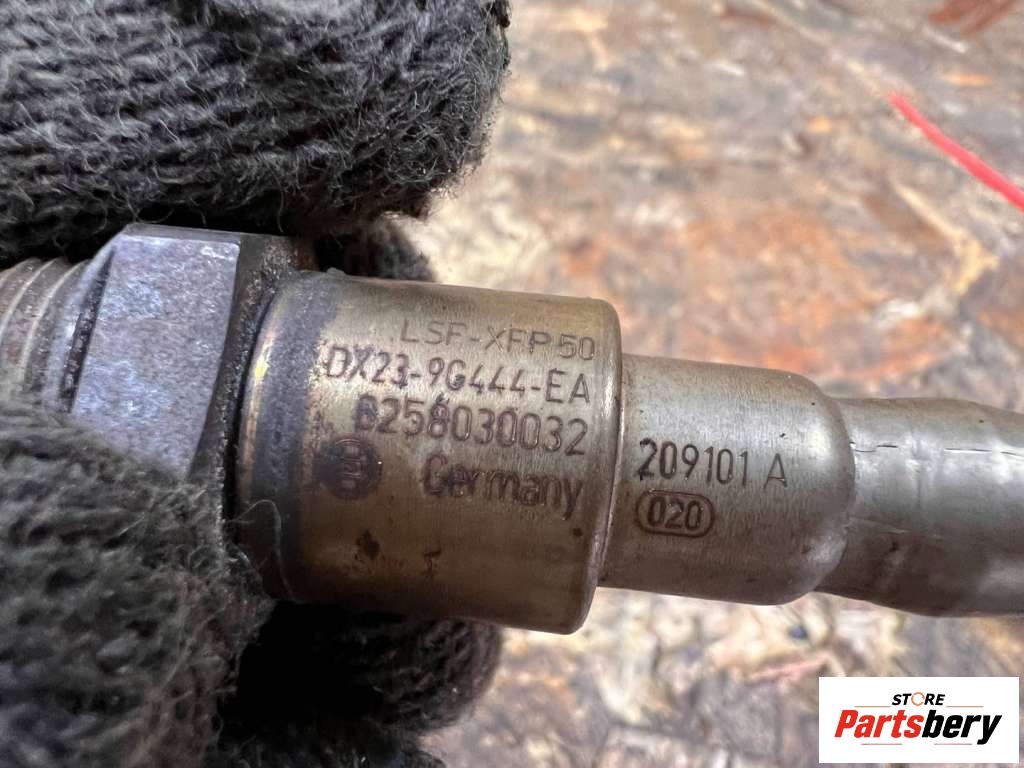 LSF-XFP 50
DX23-9G444-EA
0258030032
Germany
209101 A
020
STORE
Partsbery